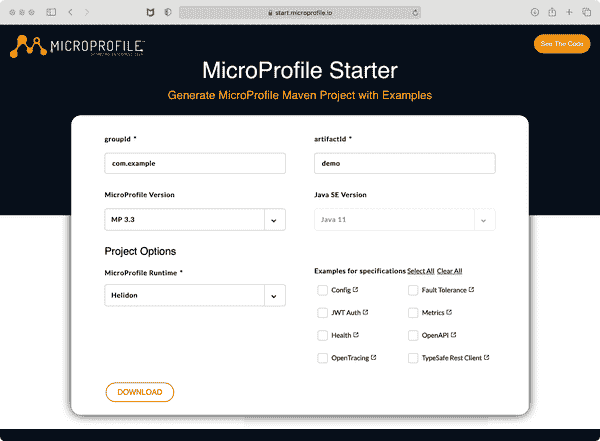 start.microprofile.io
MICROPROFILE™
See The Code
MicroProfile Starter
Generate MicroProfile Maven Project with Examples
groupId *
artifactId *
com.example
demo
MicroProfile Version
Java SE Version
MP 3.3
Java 11
Project Options
MicroProfile Runtime *
Examples for specifications Select All Clear All
Helidon
Config
Fault Tolerance
JWT Auth
Metrics
Health
OpenAPI
OpenTracing
TypeSafe Rest Client
DOWNLOAD